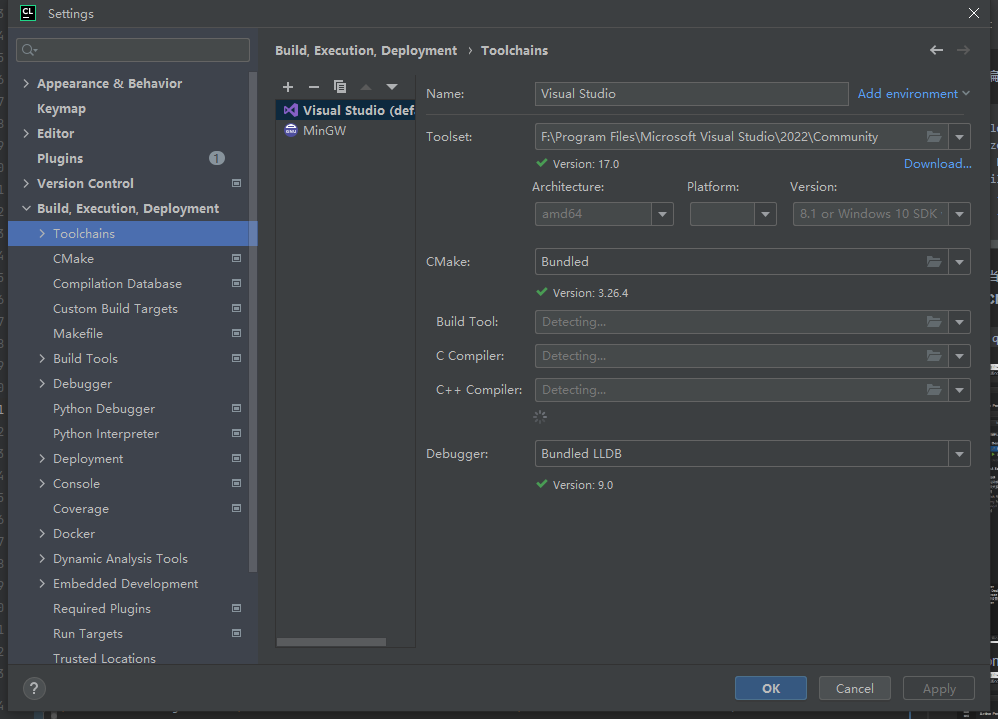 CL Settings
Build, Execution, Deployment › Toolchains
Appearance & Behavior
Keymap
Editor
Plugins 1
Version Control
Build, Execution, Deployment
Toolchains
CMake
Compilation Database
Custom Build Targets
Makefile
Build Tools
Debugger
Python Debugger
Python Interpreter
Deployment
Console
Coverage
Docker
Dynamic Analysis Tools
Embedded Development
Required Plugins
Run Targets
Trusted Locations
Visual Studio (def
MinGW
Name: Visual Studio Add environment
Toolset: F:\Program Files\Microsoft Visual Studio\2022\Community
Version: 17.0 Download...
Architecture: Platform: Version:
amd64 8.1 or Windows 10 SDK
CMake: Bundled
Version: 3.26.4
Build Tool: Detecting...
C Compiler: Detecting...
C++ Compiler: Detecting...
Debugger: Bundled LLDB
Version: 9.0
? OK Cancel Apply